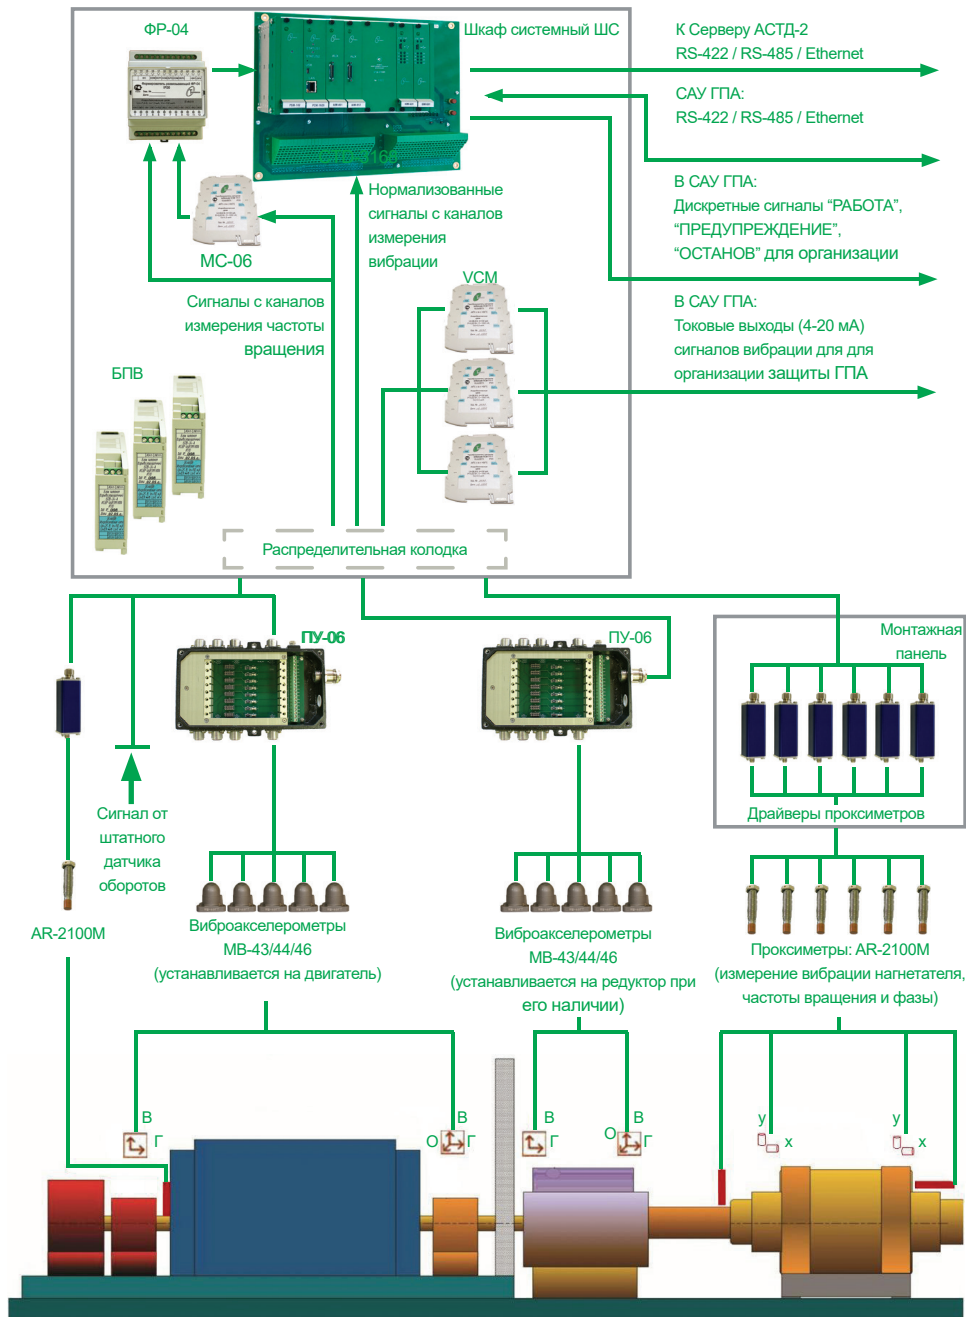 ФР-04
Шкаф системный ШС
К Серверу АСТД-2
RS-422 / RS-485 / Ethernet
САУ ГПА:
RS-422 / RS-485 / Ethernet
МС-06
Нормализованные
сигналы с каналов
измерения
вибрации
В САУ ГПА:
Дискретные сигналы “РАБОТА”,
“ПРЕДУПРЕЖДЕНИЕ”,
“ОСТАНОВ” для организации
VCM
Сигналы с каналов
измерения частоты
вращения
В САУ ГПА:
Токовые выходы (4-20 мА)
сигналов вибрации для для
организации защиты ГПА
БПВ
Распределительная колодка
ПУ-06
ПУ-06
Монтажная
панель
Сигнал от
штатного
датчика
оборотов
Драйверы проксиметров
AR-2100M
Виброакселерометры
МВ-43/44/46
(устанавливается на двигатель)
Виброакселерометры
МВ-43/44/46
(устанавливается на редуктор при
его наличии)
Проксиметры: AR-2100M
(измерение вибрации нагнетателя,
частоты вращения и фазы)
В
Г
В
О Г
В
Г
В
О Г
y
x
y
x